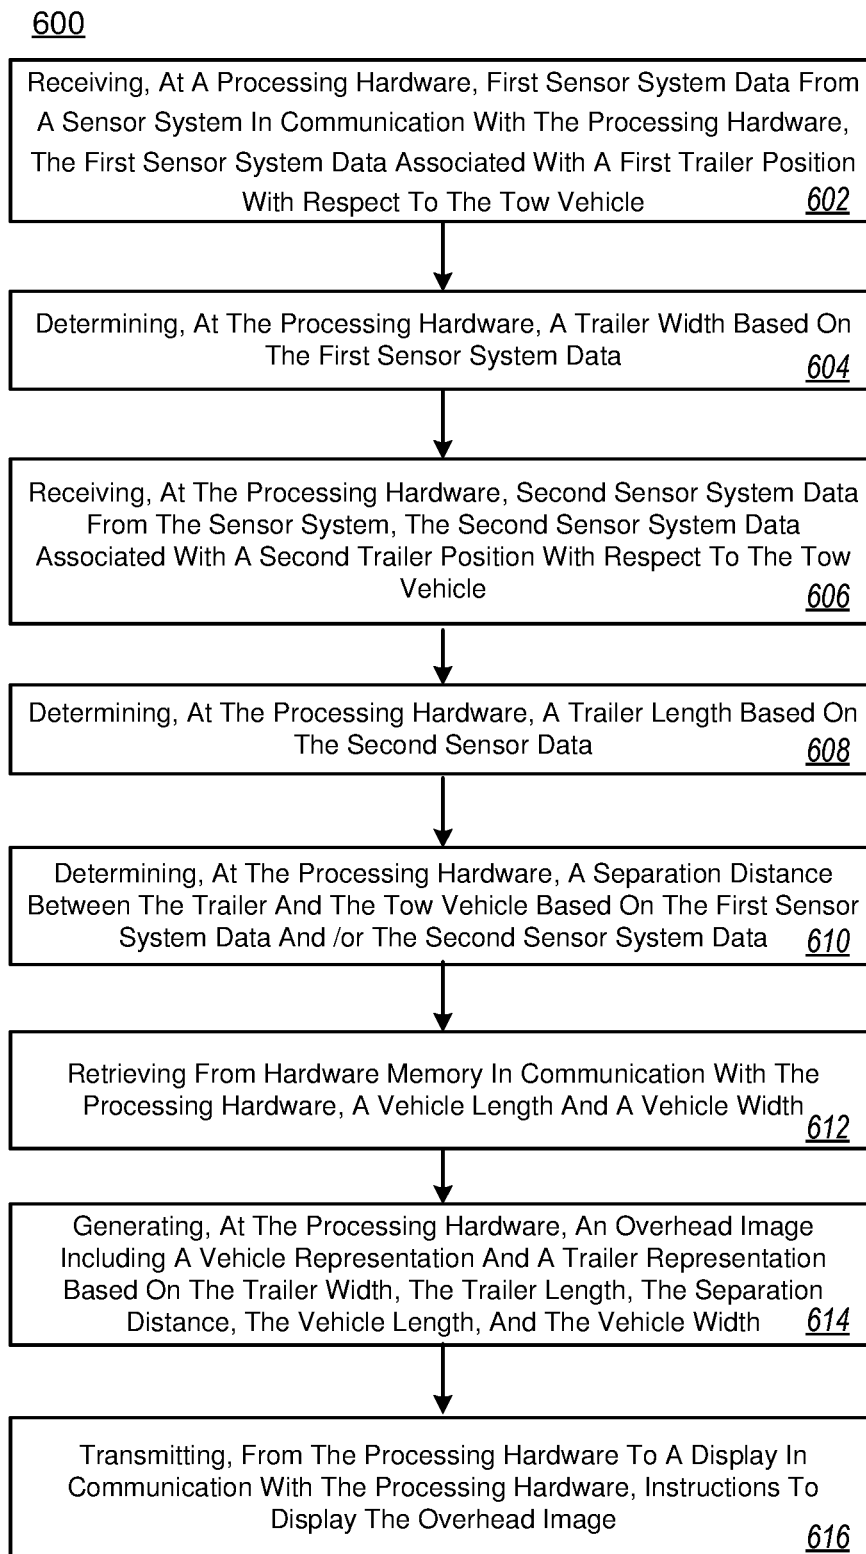 600
Receiving, At A Processing Hardware, First Sensor System Data From
A Sensor System In Communication With The Processing Hardware,
The First Sensor System Data Associated With A First Trailer Position
With Respect To The Tow Vehicle 602
Determining, At The Processing Hardware, A Trailer Width Based On
The First Sensor System Data 604
Receiving, At The Processing Hardware, Second Sensor System Data
From The Sensor System, The Second Sensor System Data
Associated With A Second Trailer Position With Respect To The Tow
Vehicle 606
Determining, At The Processing Hardware, A Trailer Length Based On
The Second Sensor Data 608
Determining, At The Processing Hardware, A Separation Distance
Between The Trailer And The Tow Vehicle Based On The First Sensor
System Data And /or The Second Sensor System Data 610
Retrieving From Hardware Memory In Communication With The
Processing Hardware, A Vehicle Length And A Vehicle Width 612
Generating, At The Processing Hardware, An Overhead Image
Including A Vehicle Representation And A Trailer Representation
Based On The Trailer Width, The Trailer Length, The Separation
Distance, The Vehicle Length, And The Vehicle Width 614
Transmitting, From The Processing Hardware To A Display In
Communication With The Processing Hardware, Instructions To
Display The Overhead Image 616